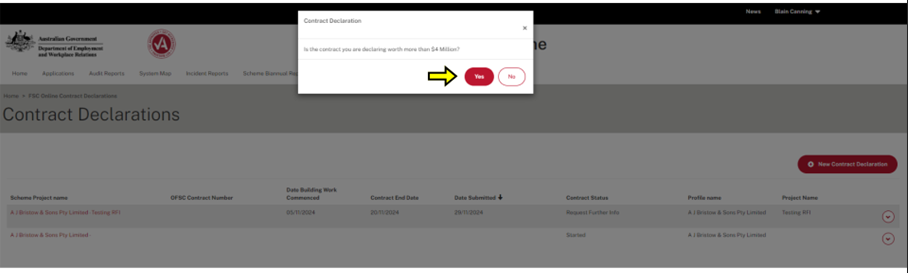 News Blain Canning
Contract Declaration
×
Australian Government
Department of Employment
and Workplace Relations
ne
Is the contract you are declaring worth more than $4 Million?
Yes No
Home Applications Audit Reports System Map Incident Reports Scheme Biannual Rep
Home > FSC Online Contract Declarations
Contract Declarations
New Contract Declaration
Scheme Project name OFSC Contract Number Date Building Work Commenced Contract End Date Date Submitted Contract Status Profile name Project Name
A J Bristow & Sons Pty Limited- Testing RFI 05/11/2024 20/11/2024 29/11/2024 Request Further Info A J Bristow & Sons Pty Limited Testing RFI
A J Bristow & Sons Pty Limited- Started A J Bristow & Sons Pty Limited